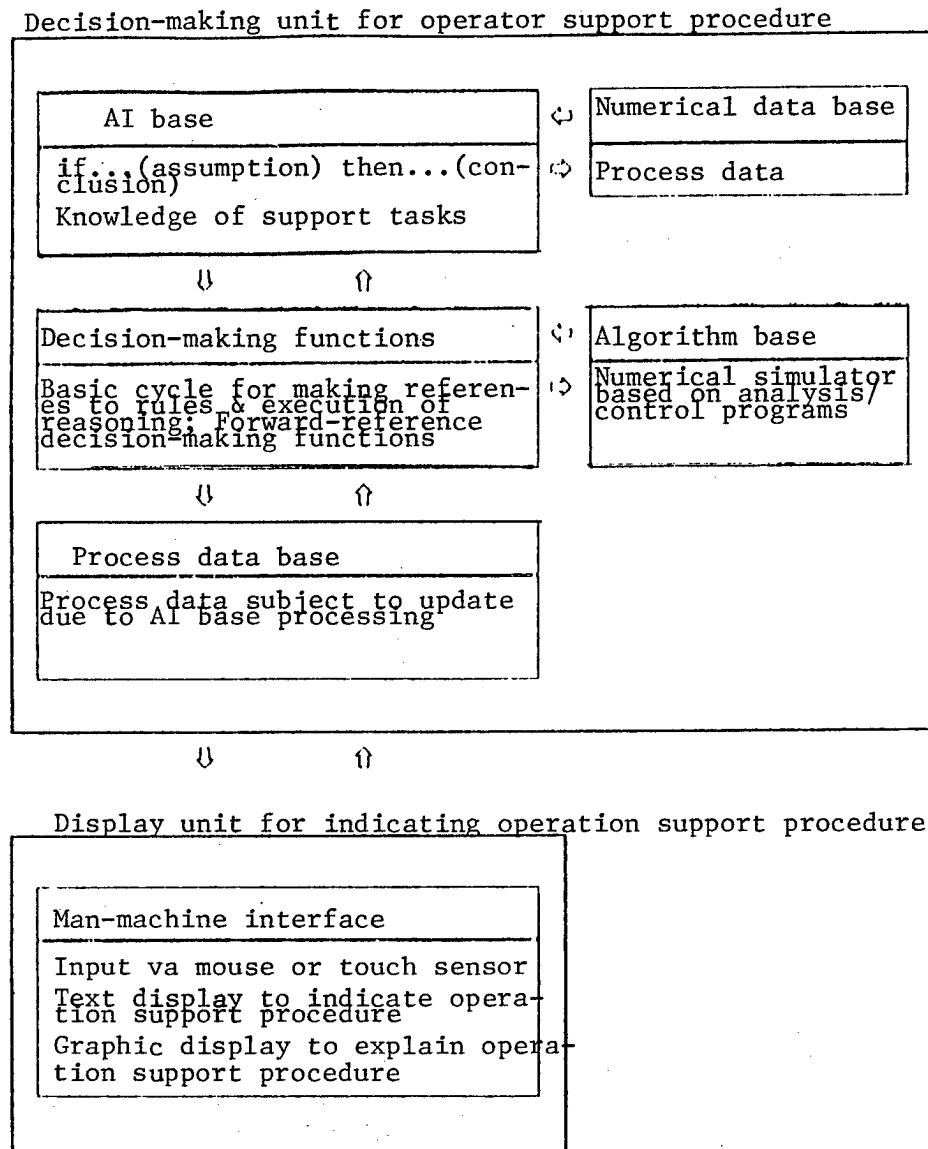 Decision-making unit for operator support procedure
AI base
if...(assumption) then...(con-
clusion)
Knowledge of support tasks
Numerical data base
Process data
Decision-making functions
Basic cycle for making referen-
es to rules & execution of
reasoning; Forward-reference
decision-making functions
Algorithm base
Numerical simulator
based on analysis/
control programs
Process data base
Process data subject to update
due to AI base processing
Display unit for indicating operation support procedure
Man-machine interface
Input va mouse or touch sensor
Text display to indicate opera-
tion support procedure
Graphic display to explain opera-
tion support procedure